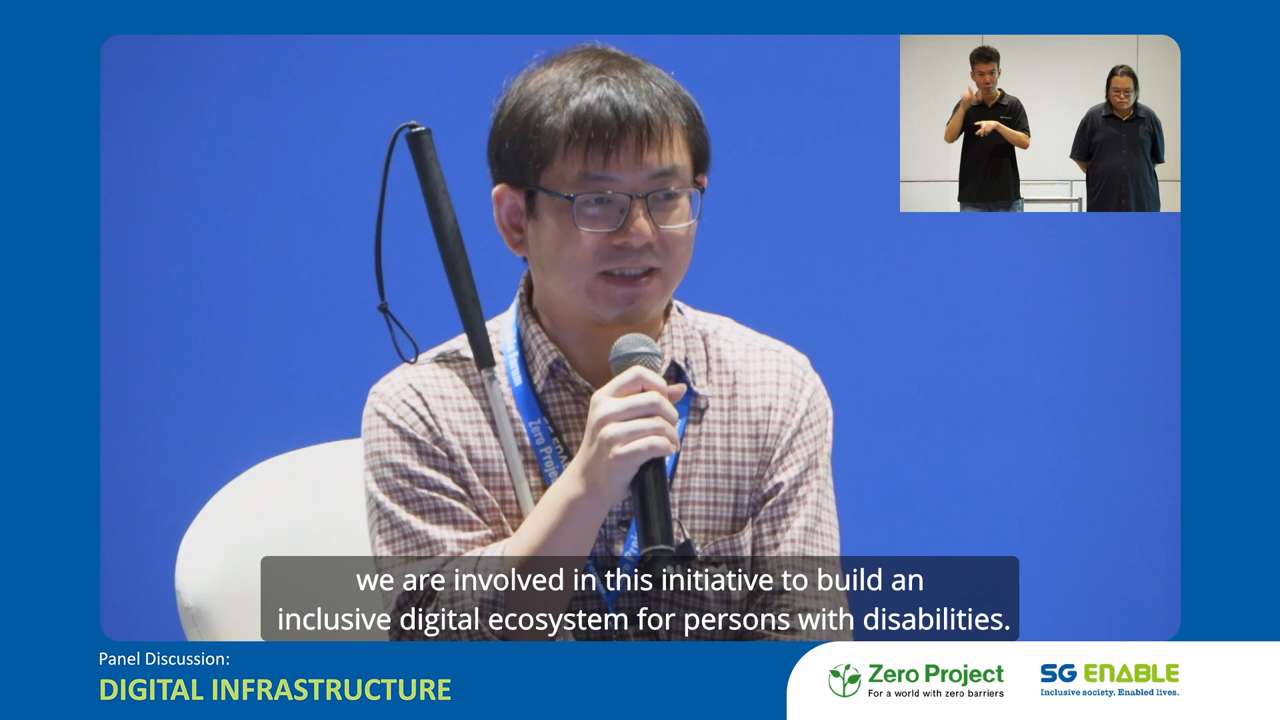 we are involved in this initiative to build an
inclusive digital ecosystem for persons with disabilities.
Panel Discussion:
DIGITAL INFRASTRUCTURE
Zero Project
For a world with zero barriers
SG ENABLE
Inclusive society. Enabled lives.